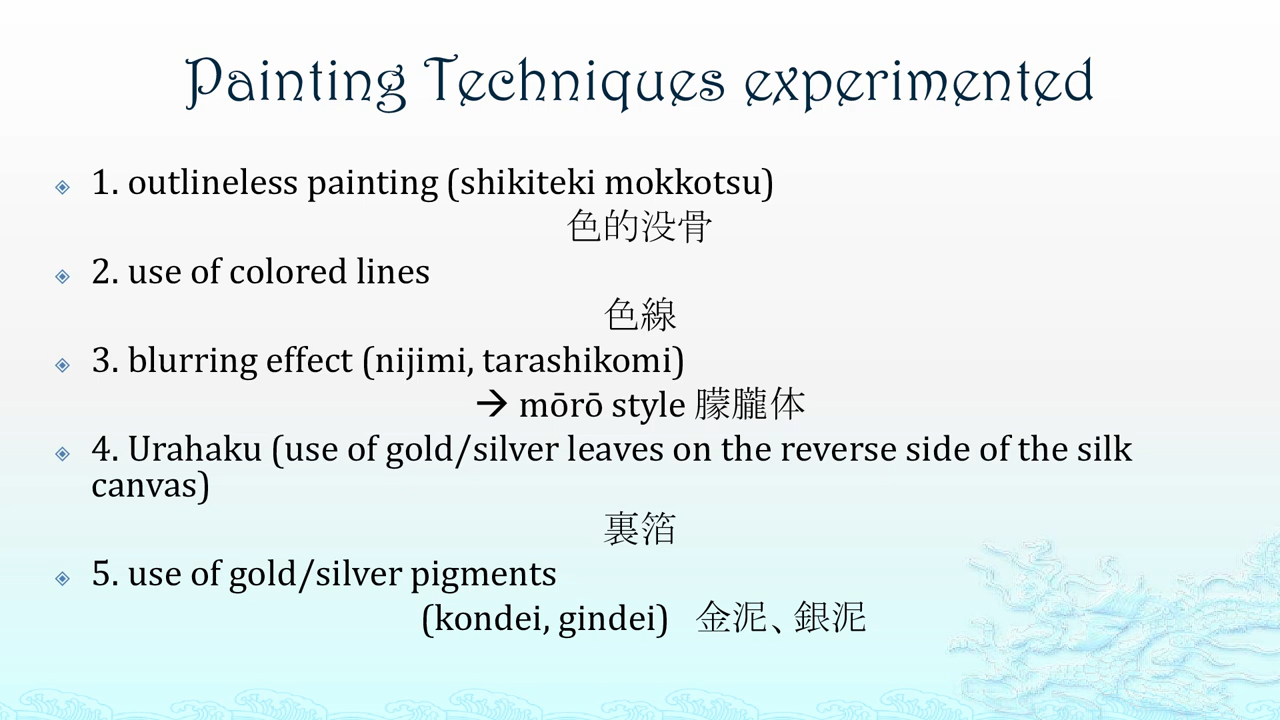 Painting Techniques experimented
1. outlineless painting (shikiteki mokkotsu)
色的没骨
2. use of colored lines
色線
3. blurring effect (nijimi, tarashikomi)
→ mōrō style 朦朧体
4. Urahaku (use of gold/silver leaves on the reverse side of the silk
canvas)
裏箔
5. use of gold/silver pigments
(kondei, gindei) 金泥、銀泥